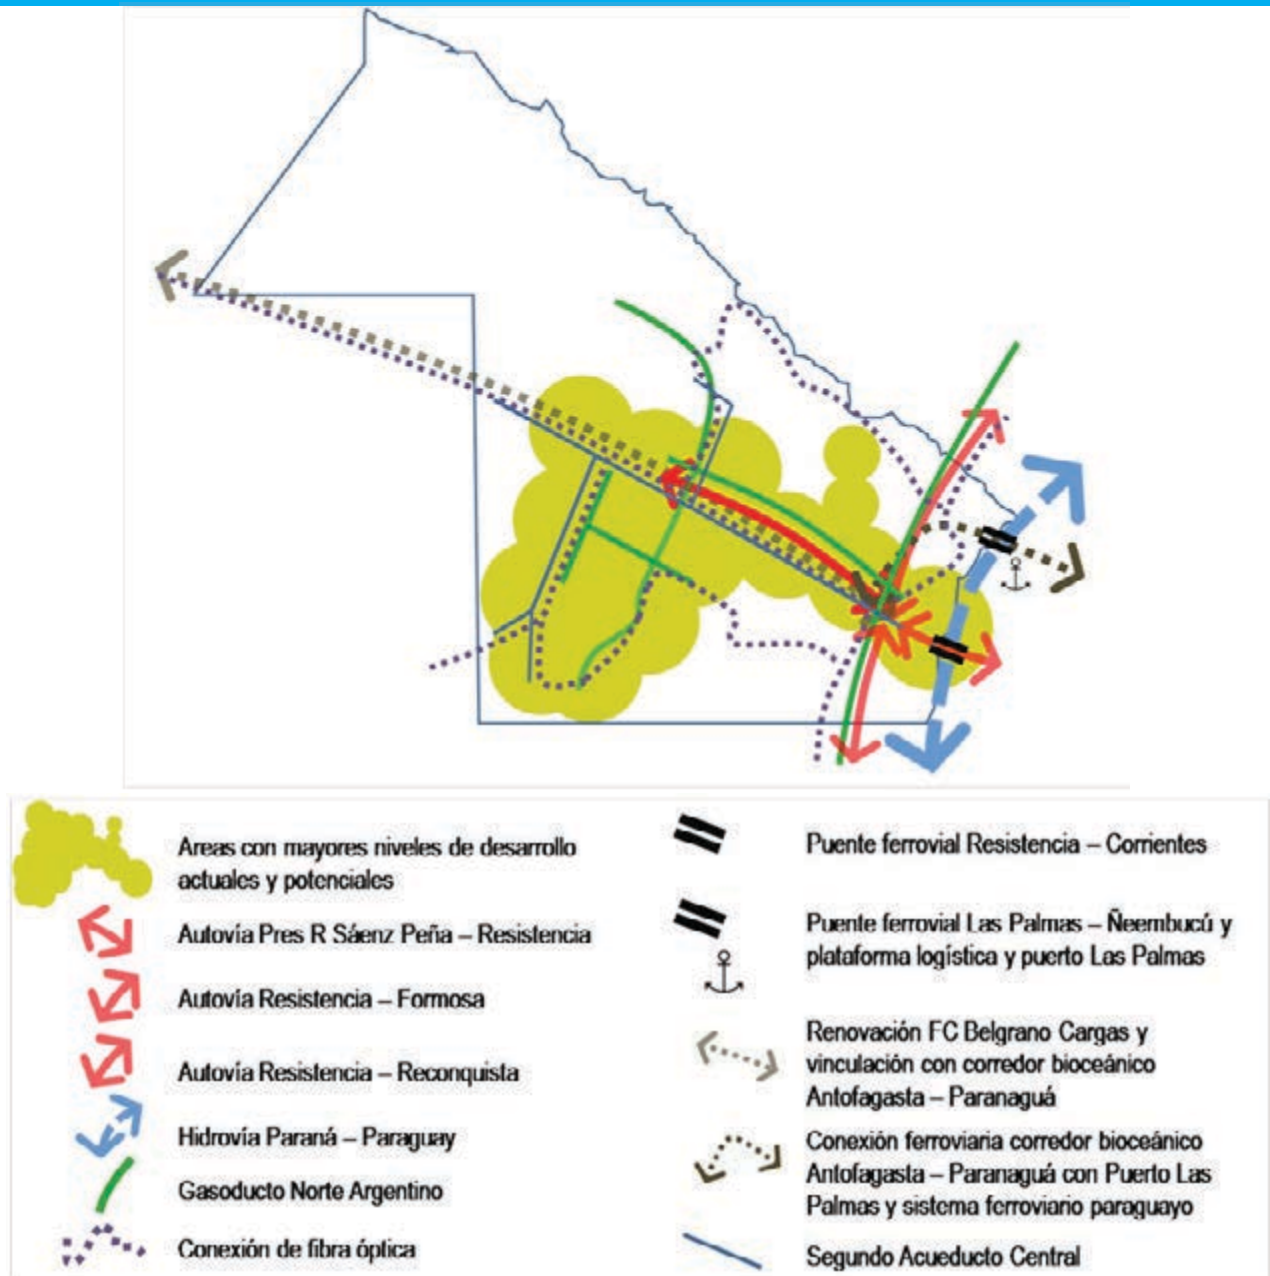 Areas con mayores niveles de desarrollo
actuales y potenciales
Autovía Pres R Sáenz Peña – Resistencia
Autovía Resistencia – Formosa
Autovía Resistencia – Reconquista
Hidrovía Paraná – Paraguay
Gasoducto Norte Argentino
Conexión de fibra óptica
Puente ferrovial Resistencia – Corrientes
Puente ferrovial Las Palmas – Ñeembucú y
plataforma logística y puerto Las Palmas
Renovación FC Belgrano Cargas y
vinculación con corredor bioceánico
Antofagasta – Paranaguá
Conexión ferroviaria corredor bioceánico
Antofagasta – Paranaguá con Puerto Las
Palmas y sistema ferroviario paraguayo
Segundo Acueducto Central